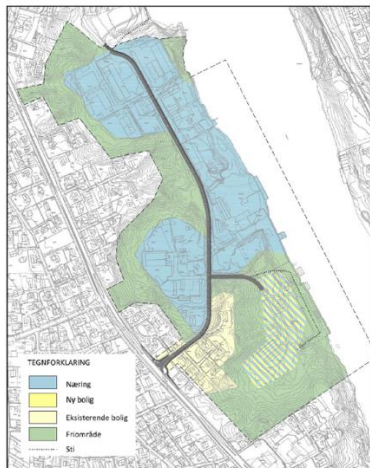 TEGNFORKLARING
Næring
Ny bolig
Eksisterende bolig
Friområde
Sti